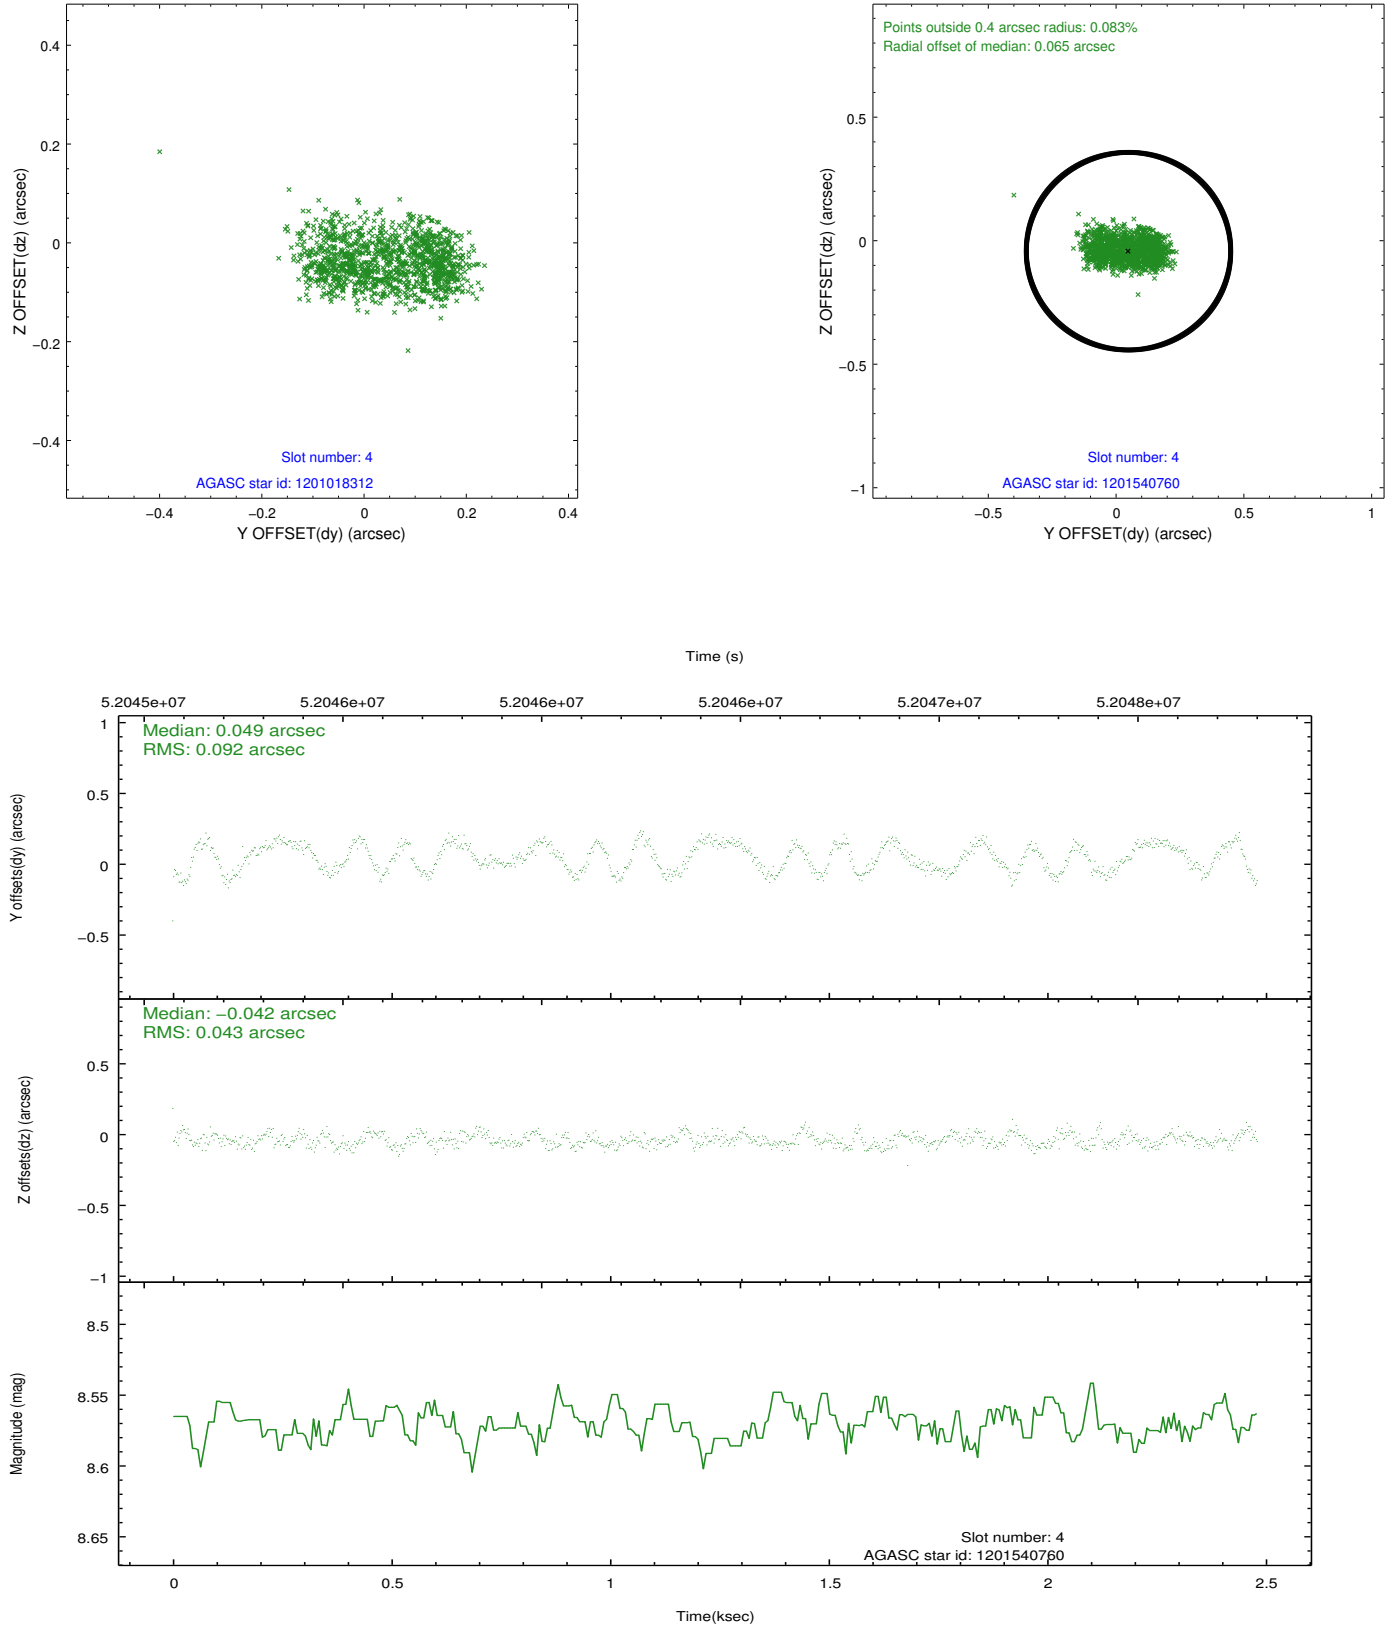 0.4
0.2
0
−0.2
−0.4
Z OFFSET(dz) (arcsec)
Slot number: 4
AGASC star id: 1201018312
−0.4 −0.2 0 0.2 0.4
Y OFFSET(dy) (arcsec)
Points outside 0.4 arcsec radius: 0.083%
Radial offset of median: 0.065 arcsec
0.5
0
−0.5
−1
Z OFFSET(dz) (arcsec)
Slot number: 4
AGASC star id: 1201540760
−0.5 0 0.5 1
Y OFFSET(dy) (arcsec)
Time (s)
5.2045e+07 5.2046e+07 5.2046e+07 5.2046e+07 5.2047e+07 5.2048e+07
Median: 0.049 arcsec
RMS: 0.092 arcsec
1
0.5
0
−0.5
Y offsets(dy) (arcsec)
Median: −0.042 arcsec
RMS: 0.043 arcsec
0.5
0
−0.5
−1
Z offsets(dz) (arcsec)
8.5
8.55
8.6
8.65
Magnitude (mag)
Slot number: 4
AGASC star id: 1201540760
0 0.5 1 1.5 2 2.5
Time(ksec)